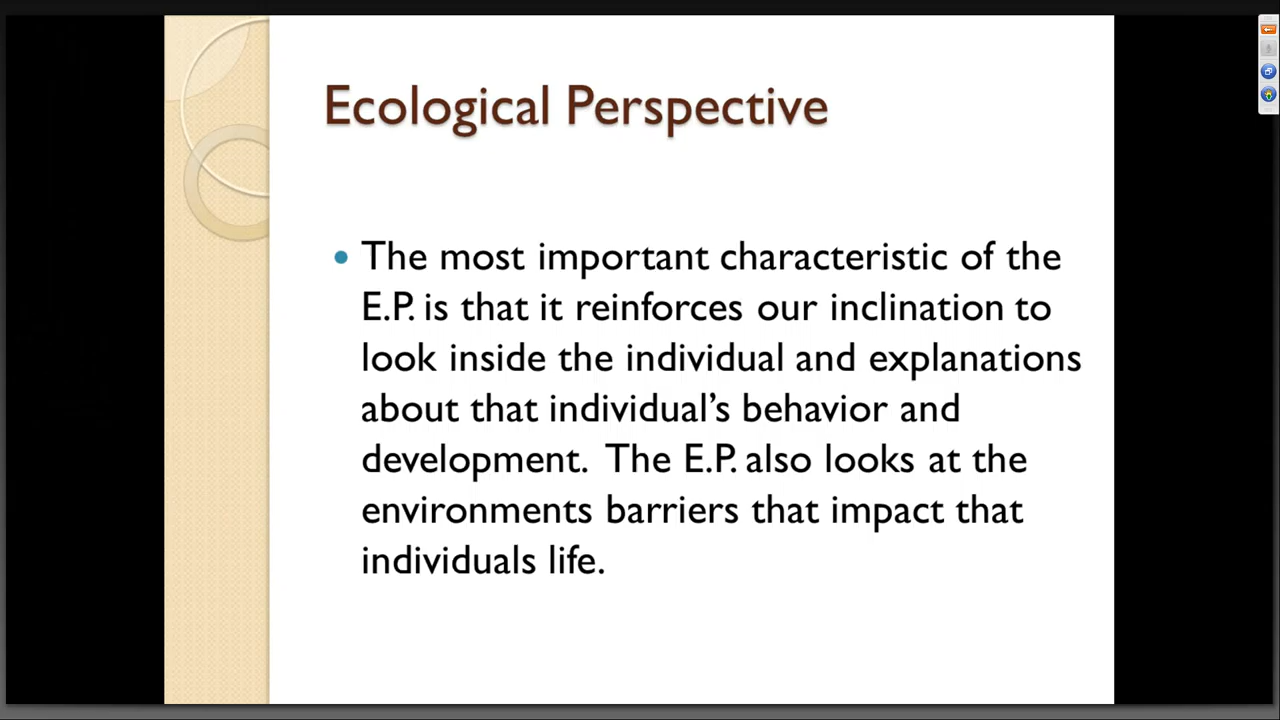 Ecological Perspective
• The most important characteristic of the
E.P. is that it reinforces our inclination to
look inside the individual and explanations
about that individual’s behavior and
development.  The E.P. also looks at the
environments barriers that impact that
individuals life.